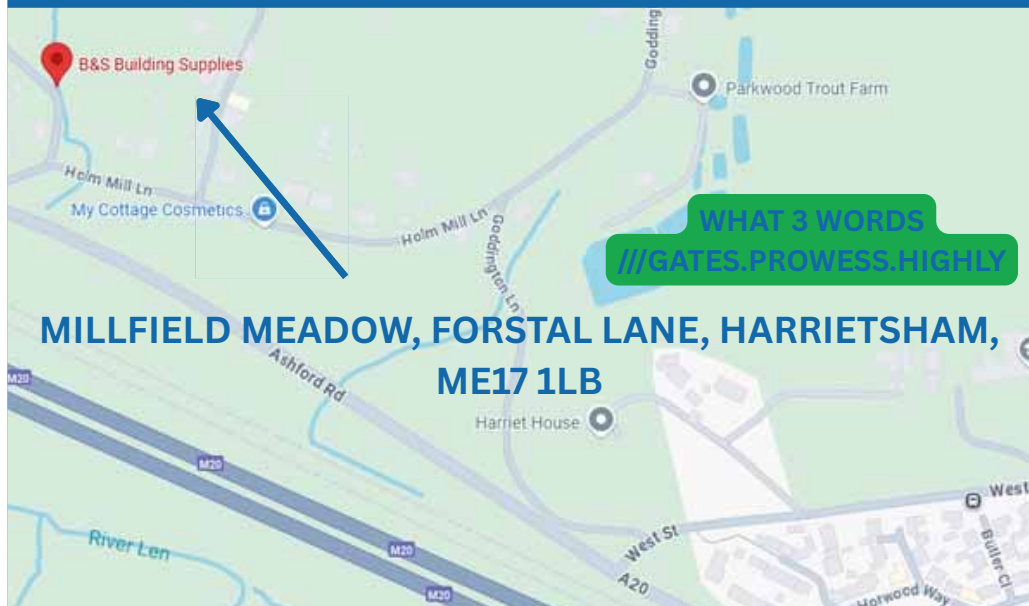 B&S Building Supplies
Godding
Parkwood Trout Farm
Holm Mill Ln
My Cottage Cosmetics
Holm Mill Ln
Goddington Ln
WHAT 3 WORDS
///GATES.PROWESS.HIGHLY
MILLFIELD MEADOW, FORSTAL LANE, HARRIETSHAM,
ME17 1LB
M20
Ashford Rd
Harriet House
M20
West
River Len
M20
West St
Butler Cl
A20
M20
Horwood Way